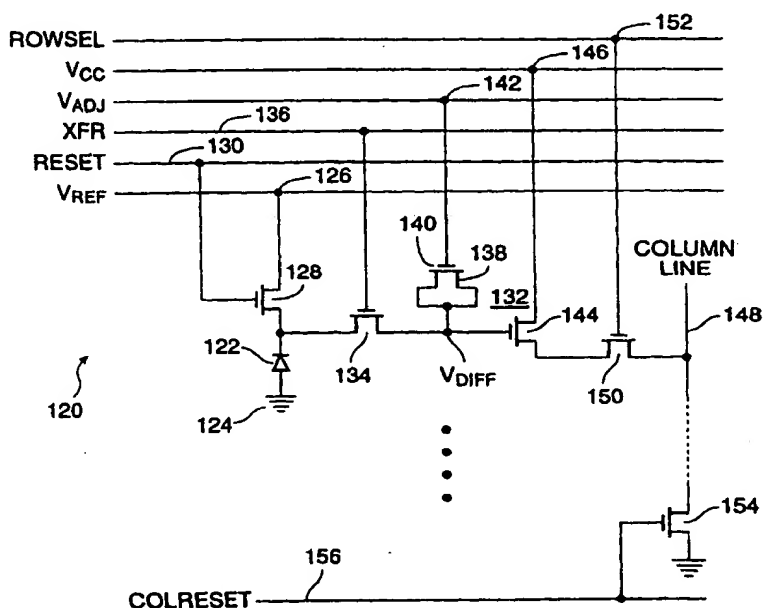 152
ROWSEL
146
VCC
142
VADJ
136
XFR
130
RESET
126
VREF
140
138
COLUMN
LINE
128
132
144
148
122
134
VDIFF
150
120
124
154
156
COLRESET